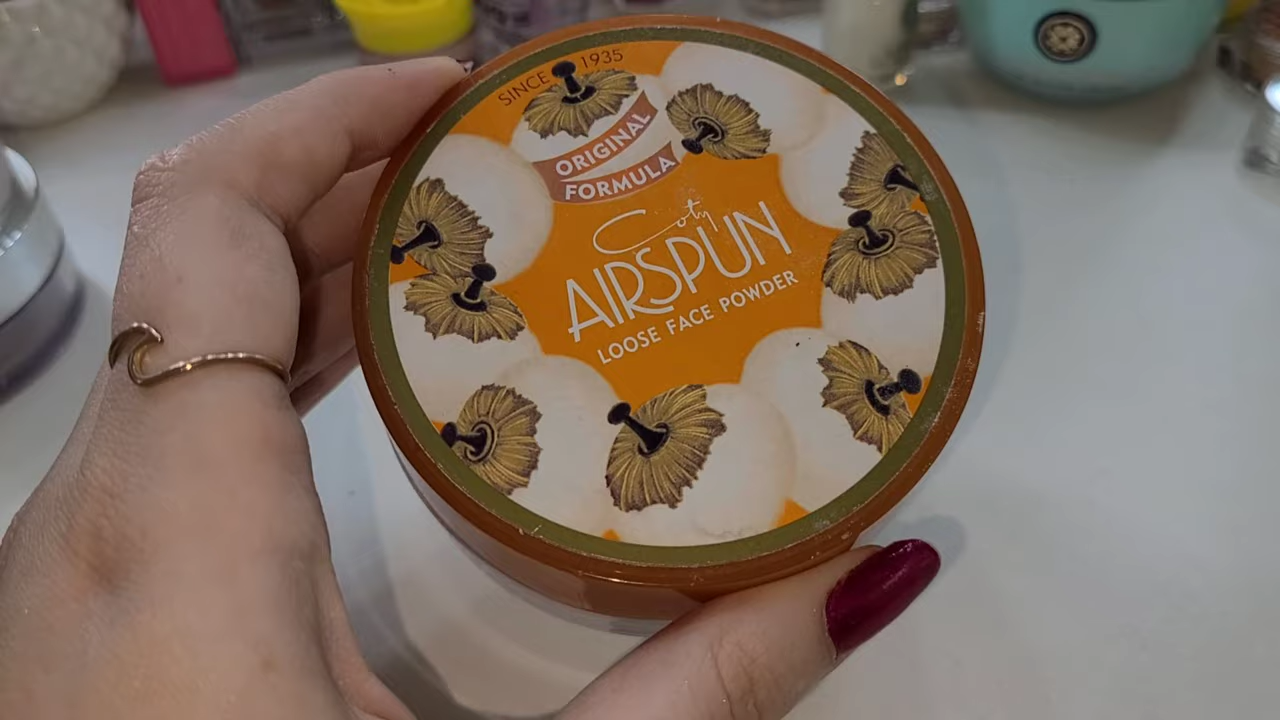 SINCE 1935
ORIGINAL
FORMULA
Coty
AIRSPUN
LOOSE FACE POWDER